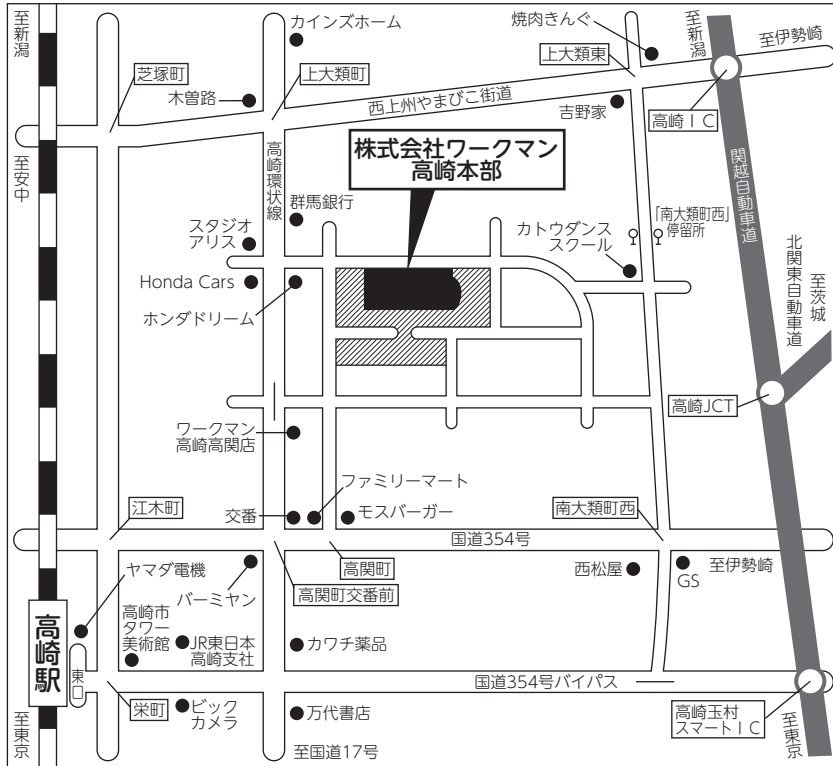 至新潟
カインズホーム
焼肉きんぐ
至新潟
至伊勢崎
芝塚町
上大類町
上大類東
木曽路
西上州やまびこ街道
吉野家
高崎IC
至安中
高崎環状線
株式会社ワークマン
高崎本部
関越自動車道
群馬銀行
スタジオ
アリス
カトウダンス
スクール
「南大類町西」
停留所
北関東自動車道
至茨城
Honda Cars
ホンダドリーム
高崎JCT
ワークマン
高崎高関店
ファミリーマート
江木町
交番
モスバーガー
南大類町西
国道354号
ヤマダ電機
バーミヤン
高関町
西松屋
GS
至伊勢崎
高関町交番前
高崎駅
高崎市
タワー
美術館
JR東日本
高崎支社
カワチ薬品
東口
国道354号バイパス
栄町
ビック
カメラ
万代書店
高崎玉村
スマートIC
至東京
至国道17号
至東京